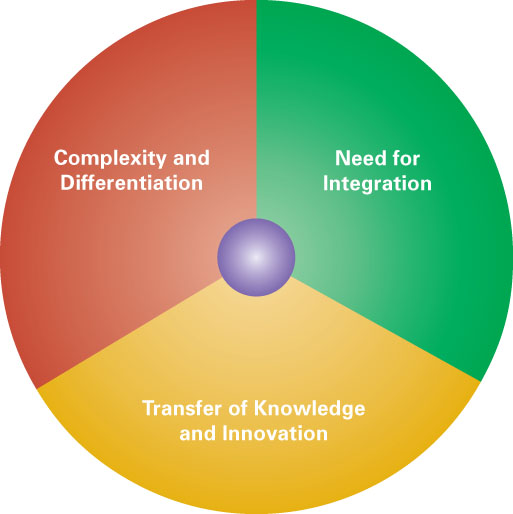 Complexity and
Differentiation
Need for
Integration
Transfer of Knowledge
and Innovation